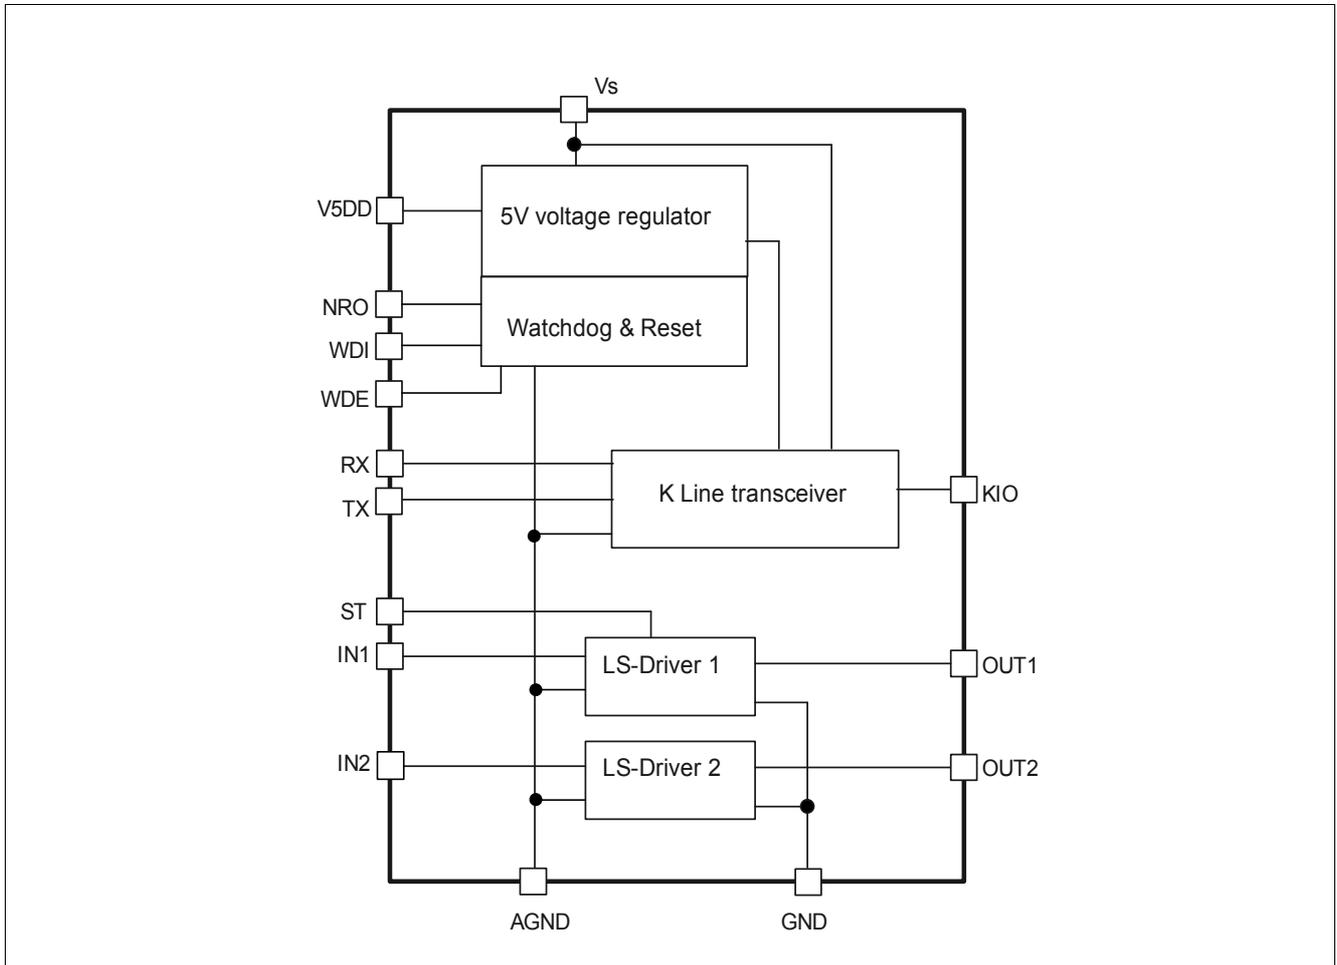 Vs
V5DD
5V voltage regulator
NRO
Watchdog & Reset
WDI
WDE
RX
TX
K Line transceiver
KIO
ST
IN1
LS-Driver 1
OUT1
IN2
LS-Driver 2
OUT2
AGND
GND